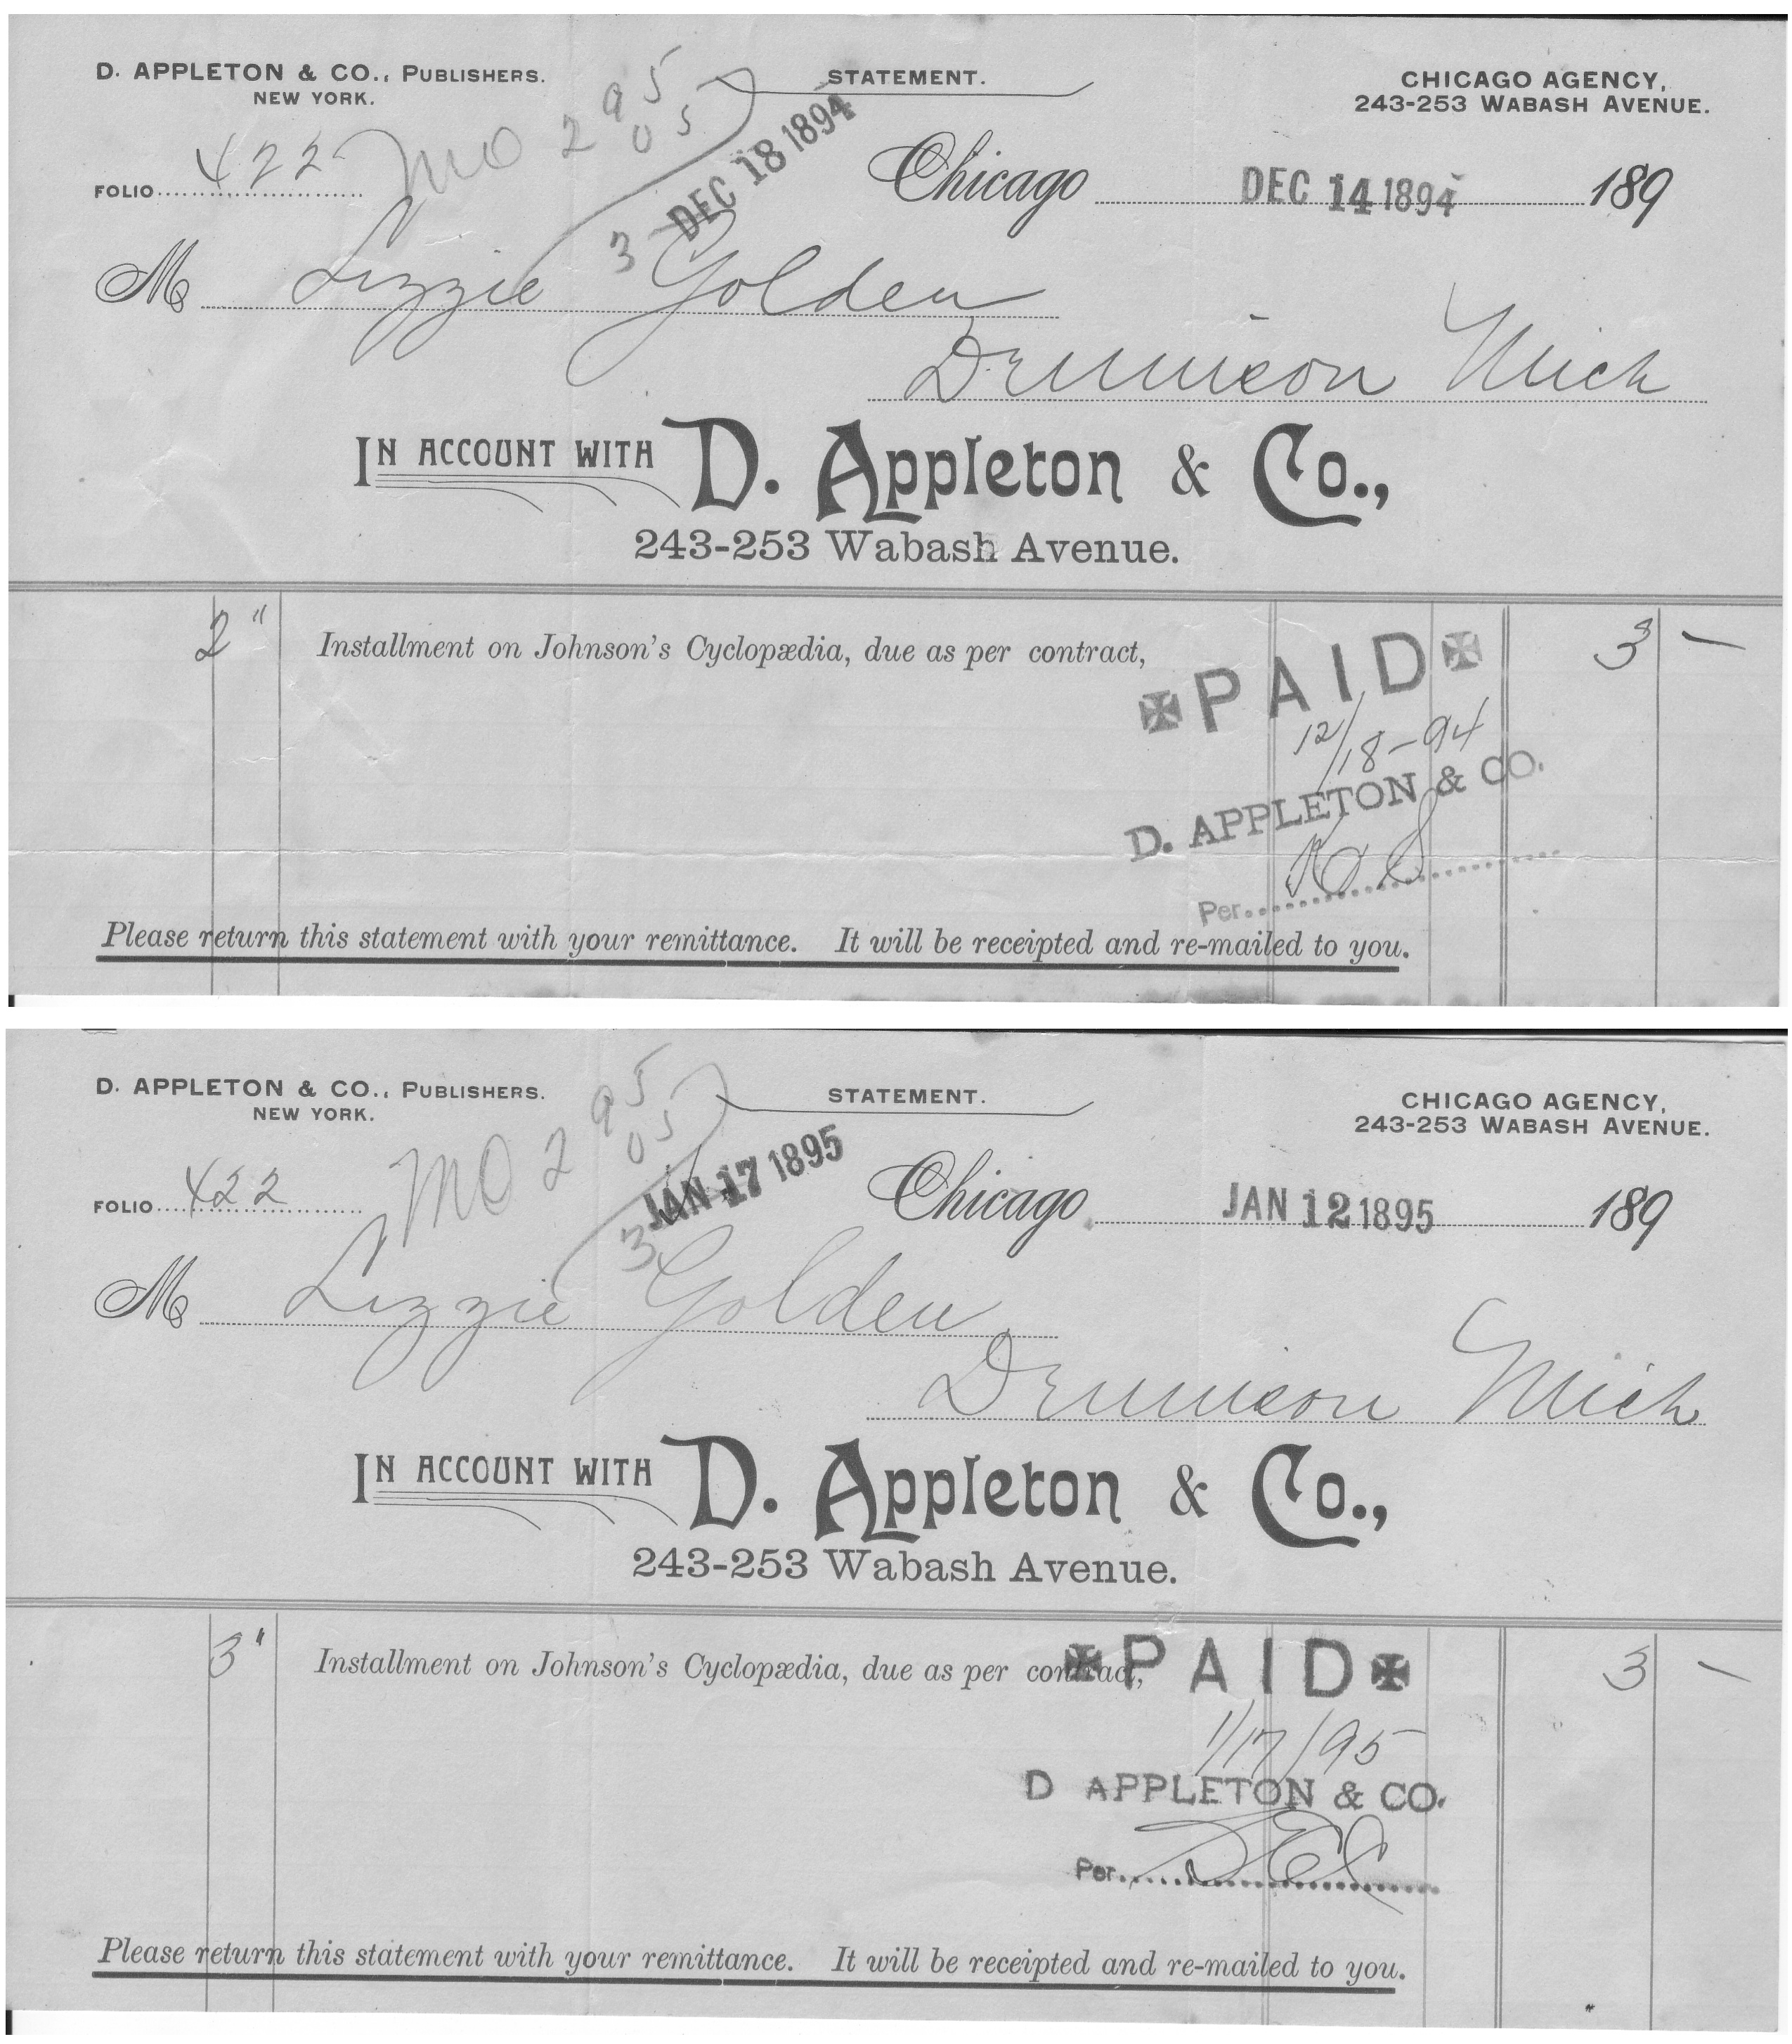 D. APPLETON & CO., PUBLISHERS.
NEW YORK.
STATEMENT.
CHICAGO AGENCY,
243-253 WABASH AVENUE.
FOLIO 422
MO 2 95
05
3
DEC 18 1894
Chicago DEC 14 1894 189
M Lizzie Golden
Dennison Mich
IN ACCOUNT WITH D. Appleton & Co.,
243-253 Wabash Avenue.
2" Installment on Johnson's Cyclopædia, due as per contract, 3 —
PAID
12/18-94
D. APPLETON & CO.
Per
Please return this statement with your remittance. It will be receipted and re-mailed to you.
D. APPLETON & CO., PUBLISHERS.
NEW YORK.
STATEMENT.
CHICAGO AGENCY,
243-253 WABASH AVENUE.
FOLIO 422
MO 2 95
05
3
JAN 17 1895
Chicago JAN 12 1895 189
M Lizzie Golden
Dennison Mich
IN ACCOUNT WITH D. Appleton & Co.,
243-253 Wabash Avenue.
3" Installment on Johnson's Cyclopædia, due as per contract, 3 —
PAID
1/17/95
D APPLETON & CO.
Per
Please return this statement with your remittance. It will be receipted and re-mailed to you.